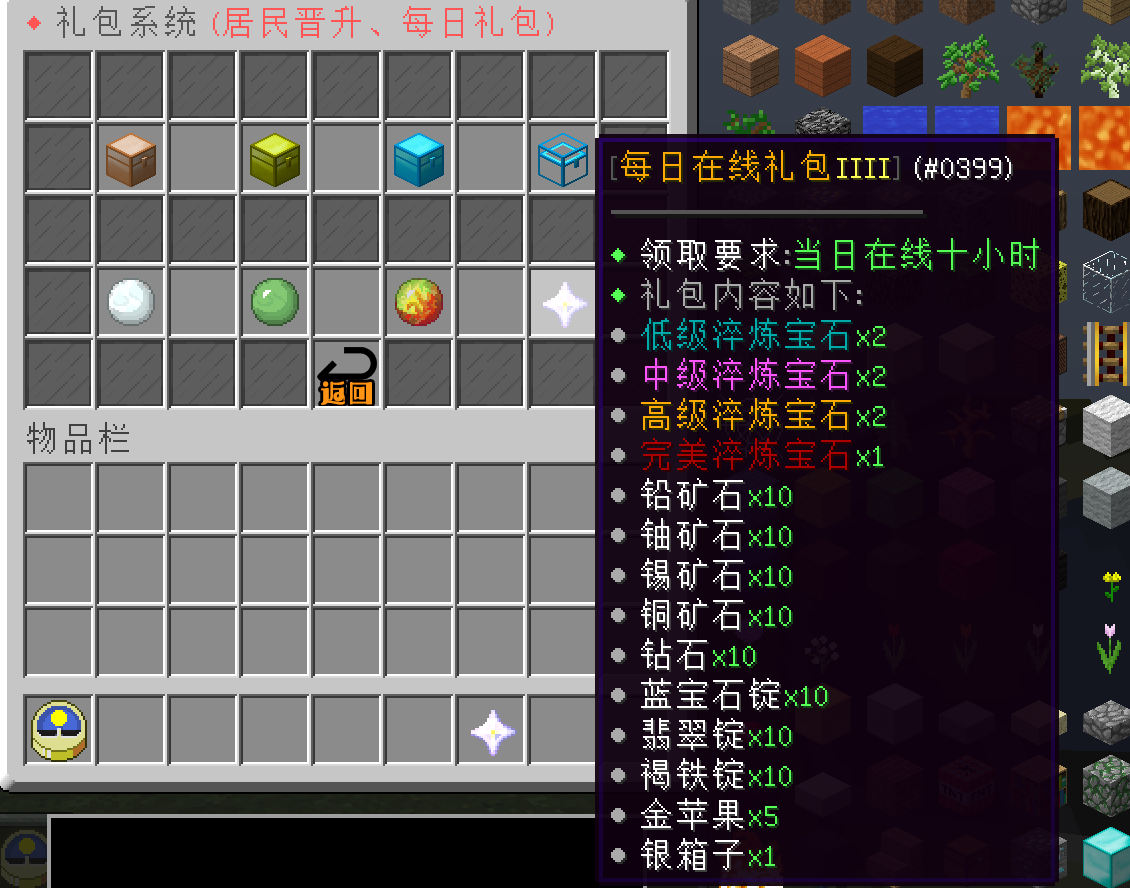 礼包系统 (居民晋升、每日礼包)
返回
物品栏
[每日在线礼包IIII] (#0399)
领取要求:当日在线十小时
礼包内容如下:
低级淬炼宝石x2
中级淬炼宝石x2
高级淬炼宝石x2
完美淬炼宝石x1
铅矿石x10
铀矿石x10
锡矿石x10
铜矿石x10
钻石x10
蓝宝石锭x10
翡翠锭x10
褐铁锭x10
金苹果x5
银箱子x1